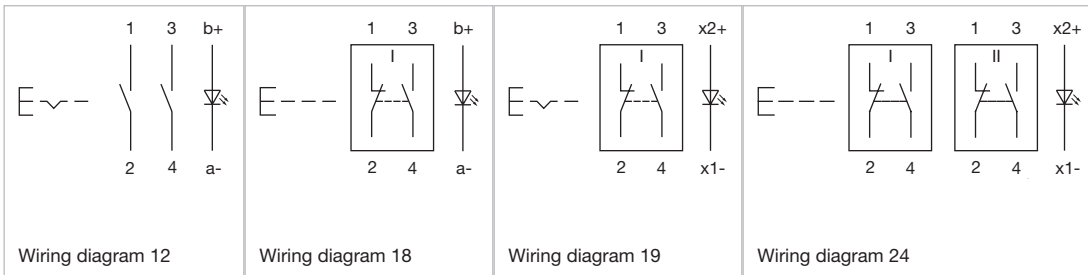 1 3 b+
2 4 a-
Wiring diagram 12
1 3 b+
I
2 4 a-
Wiring diagram 18
1 3 x2+
I
2 4 x1-
Wiring diagram 19
1 3 1 3 x2+
I II
2 4 2 4 x1-
Wiring diagram 24